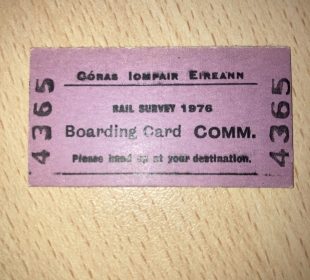 CÓRAS IOMPAIR EIREANN
RAIL SURVEY 1976
Boarding Card COMM.
Please hand up at your destination.
4365
4365